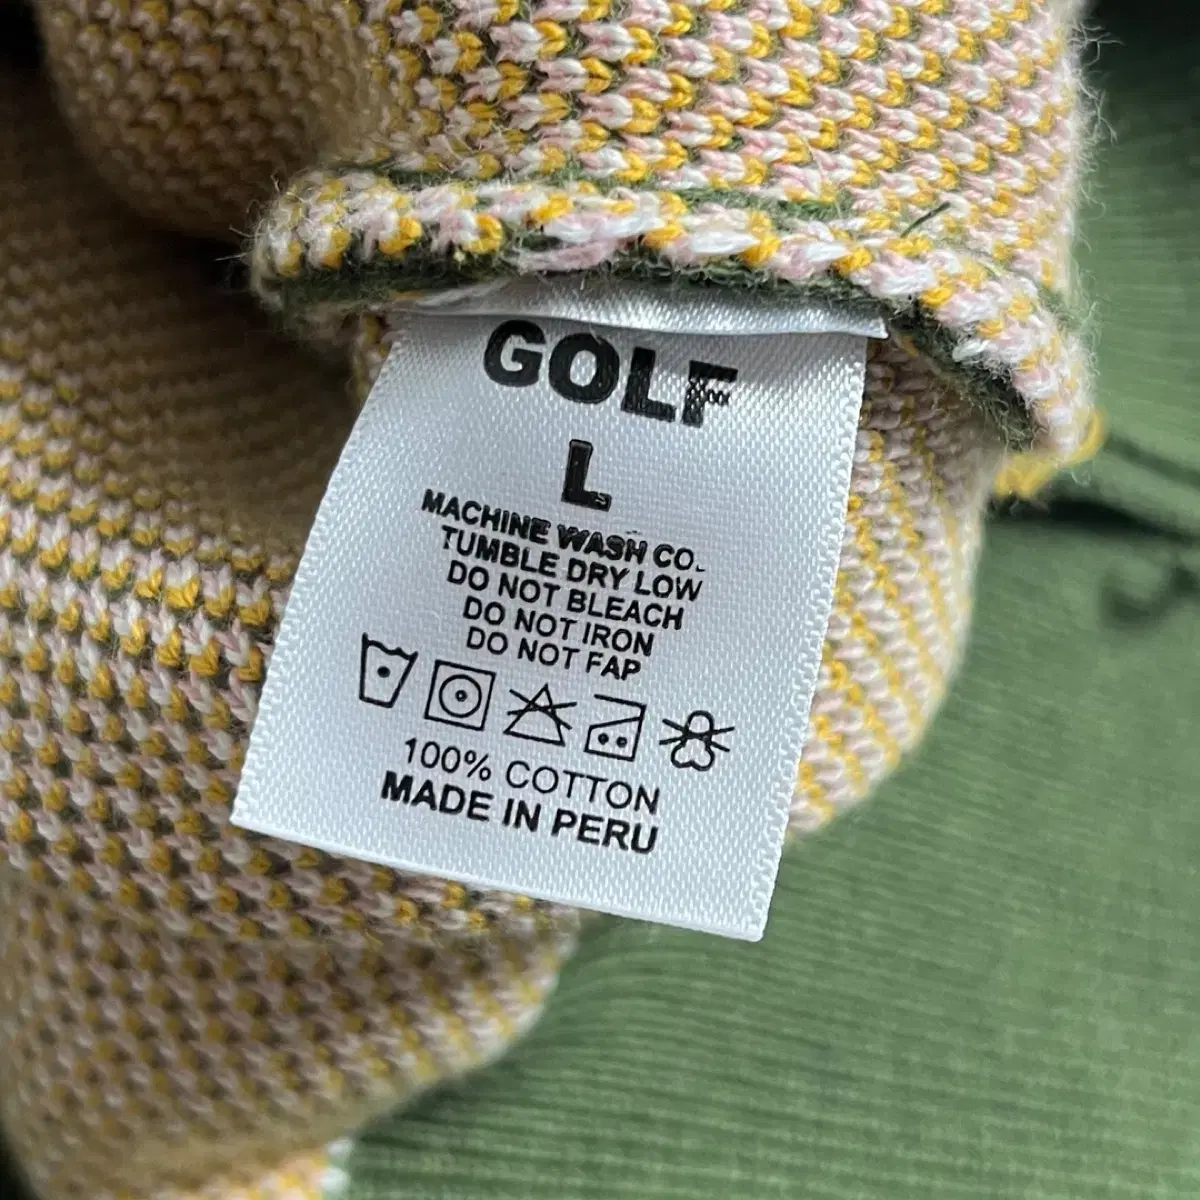 GOLF
L
MACHINE WASH CO.
TUMBLE DRY LOW
DO NOT BLEACH
DO NOT IRON
DO NOT FAP
100% COTTON
MADE IN PERU